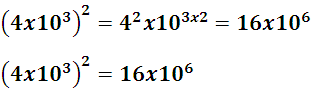 (4x10³)² = 4²x10³ˣ² = 16x10⁶
(4x10³)² = 16x10⁶